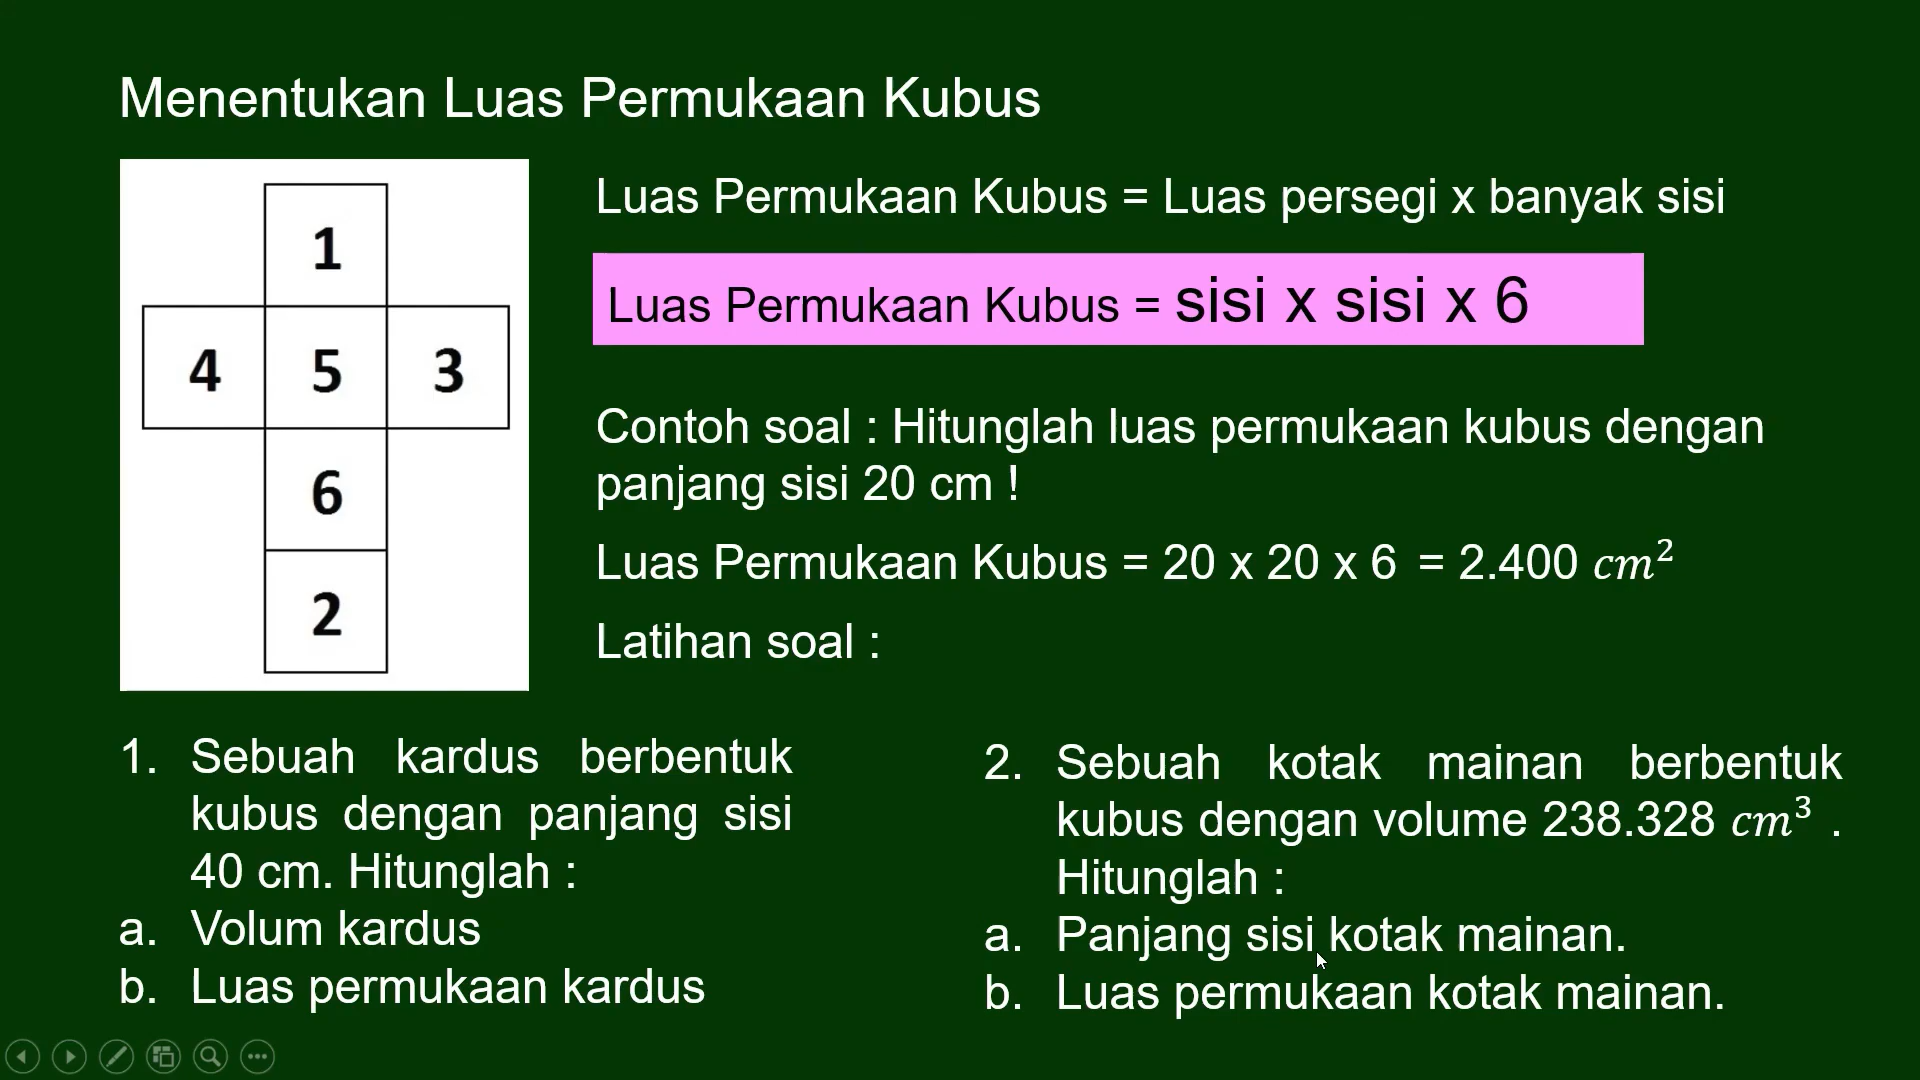 Menentukan Luas Permukaan Kubus
1
4 5 3
6
2
Luas Permukaan Kubus = Luas persegi x banyak sisi
Luas Permukaan Kubus = sisi x sisi x 6
Contoh soal : Hitunglah luas permukaan kubus dengan
panjang sisi 20 cm !
Luas Permukaan Kubus = 20 x 20 x 6 = 2.400 cm²
Latihan soal :
1. Sebuah kardus berbentuk
kubus dengan panjang sisi
40 cm. Hitunglah :
a. Volum kardus
b. Luas permukaan kardus
2. Sebuah kotak mainan berbentuk
kubus dengan volume 238.328 cm³ .
Hitunglah :
a. Panjang sisi kotak mainan.
b. Luas permukaan kotak mainan.